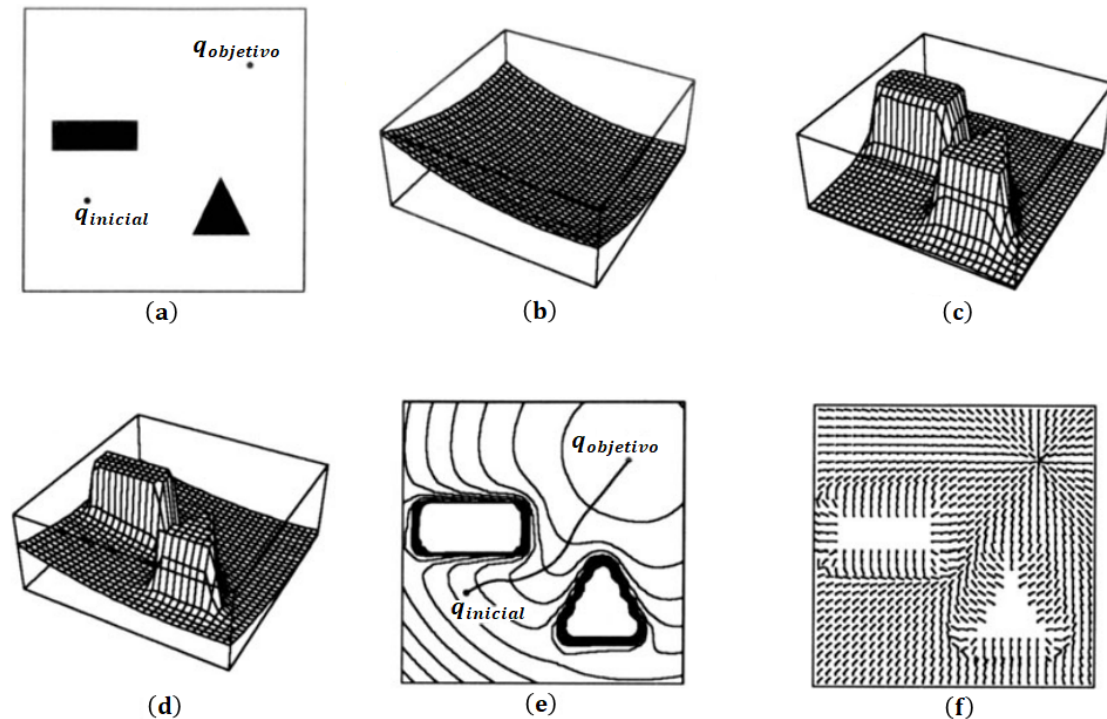 q_objetivo
q_inicial
(a)
(b)
(c)
q_objetivo
q_inicial
(d)
(e)
(f)